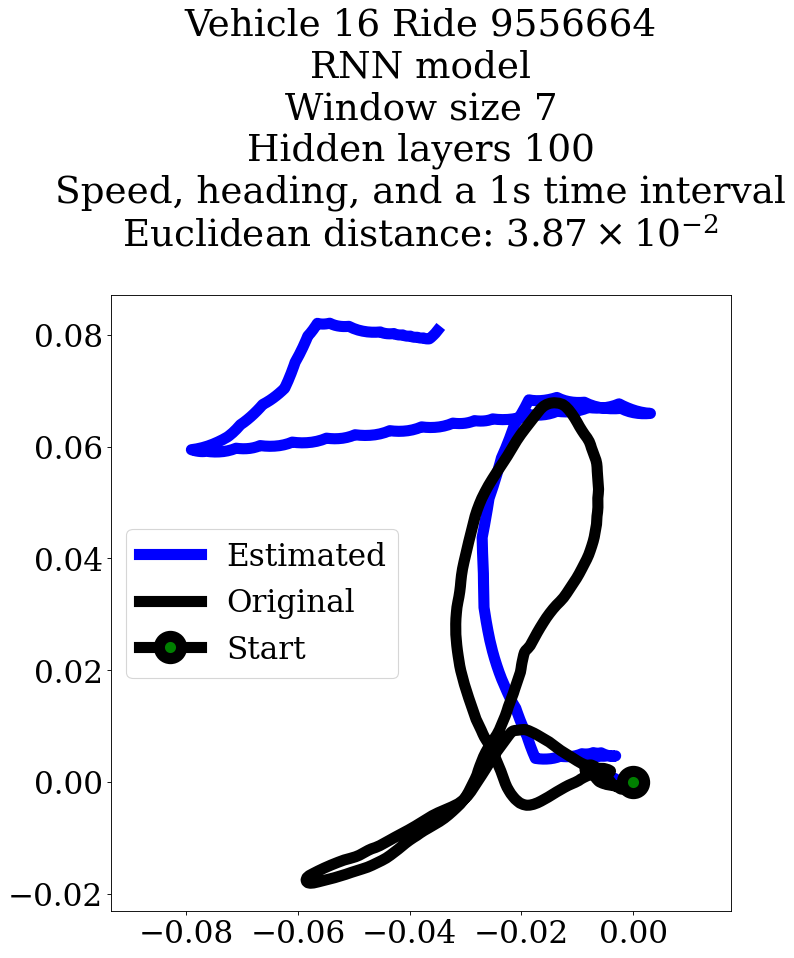 Vehicle 16 Ride 9556664
RNN model
Window size 7
Hidden layers 100
Speed, heading, and a 1s time interval
Euclidean distance: 3.87 × 10⁻²
0.08
0.06
0.04
0.02
0.00
−0.02
Estimated
Original
Start
−0.08 −0.06 −0.04 −0.02 0.00